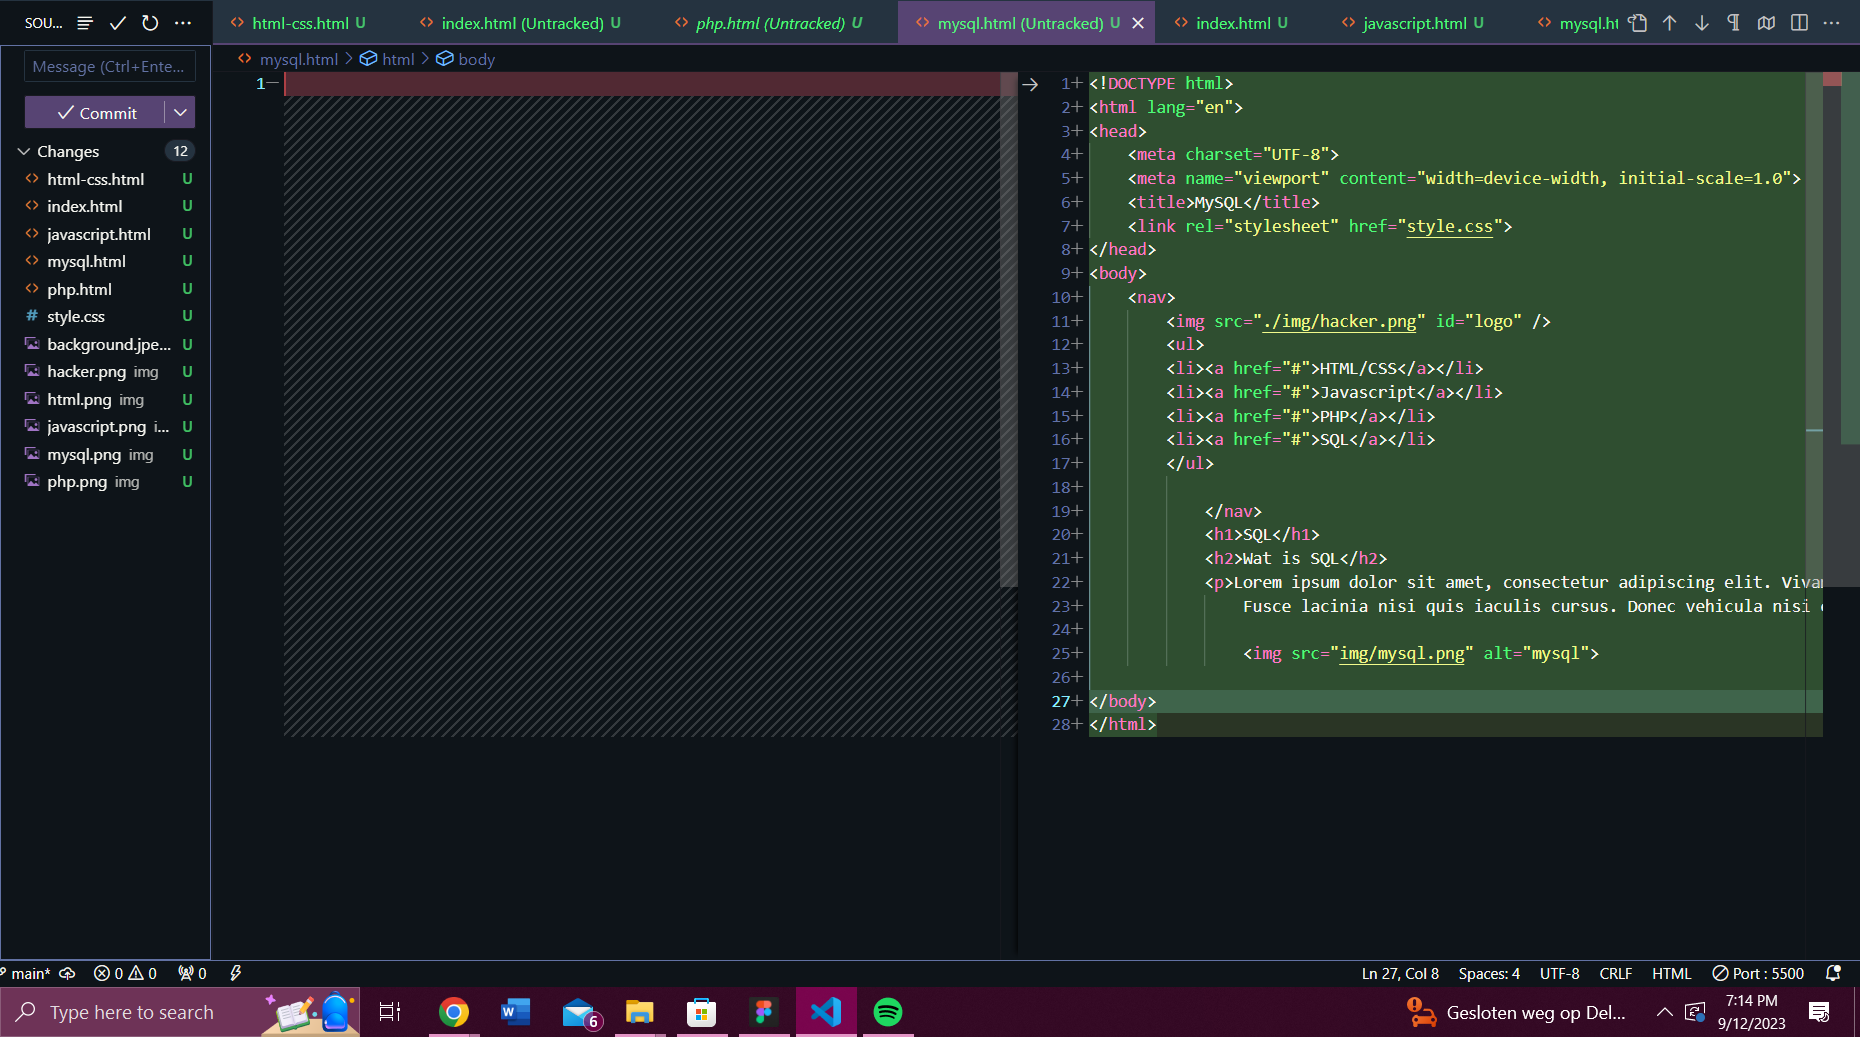 SOU...
html-css.html U
index.html (Untracked) U
php.html (Untracked) U
mysql.html (Untracked) U
index.html U
javascript.html U
mysql.ht
mysql.html > html > body
Message (Ctrl+Ente...
Commit
Changes 12
html-css.html U
index.html U
javascript.html U
mysql.html U
php.html U
# style.css U
background.jpe... U
hacker.png img U
html.png img U
javascript.png i... U
mysql.png img U
php.png img U
1—
1+ <!DOCTYPE html>
2+ <html lang="en">
3+ <head>
4+ <meta charset="UTF-8">
5+ <meta name="viewport" content="width=device-width, initial-scale=1.0">
6+ <title>MySQL</title>
7+ <link rel="stylesheet" href="style.css">
8+ </head>
9+ <body>
10+ <nav>
11+ <img src="./img/hacker.png" id="logo" />
12+ <ul>
13+ <li><a href="#">HTML/CSS</a></li>
14+ <li><a href="#">Javascript</a></li>
15+ <li><a href="#">PHP</a></li>
16+ <li><a href="#">SQL</a></li>
17+ </ul>
18+
19+ </nav>
20+ <h1>SQL</h1>
21+ <h2>Wat is SQL</h2>
22+ <p>Lorem ipsum dolor sit amet, consectetur adipiscing elit. Viva
23+ Fusce lacinia nisi quis iaculis cursus. Donec vehicula nisi
24+
25+ <img src="img/mysql.png" alt="mysql">
26+
27+ </body>
28+ </html>
main* 0 0 0 Ln 27, Col 8 Spaces: 4 UTF-8 CRLF HTML Port : 5500
Type here to search
6
Gesloten weg op Del...
7:14 PM
9/12/2023